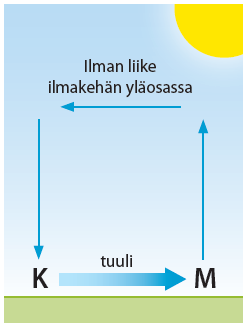 Ilman liike
ilmakehän yläosassa
tuuli
K M